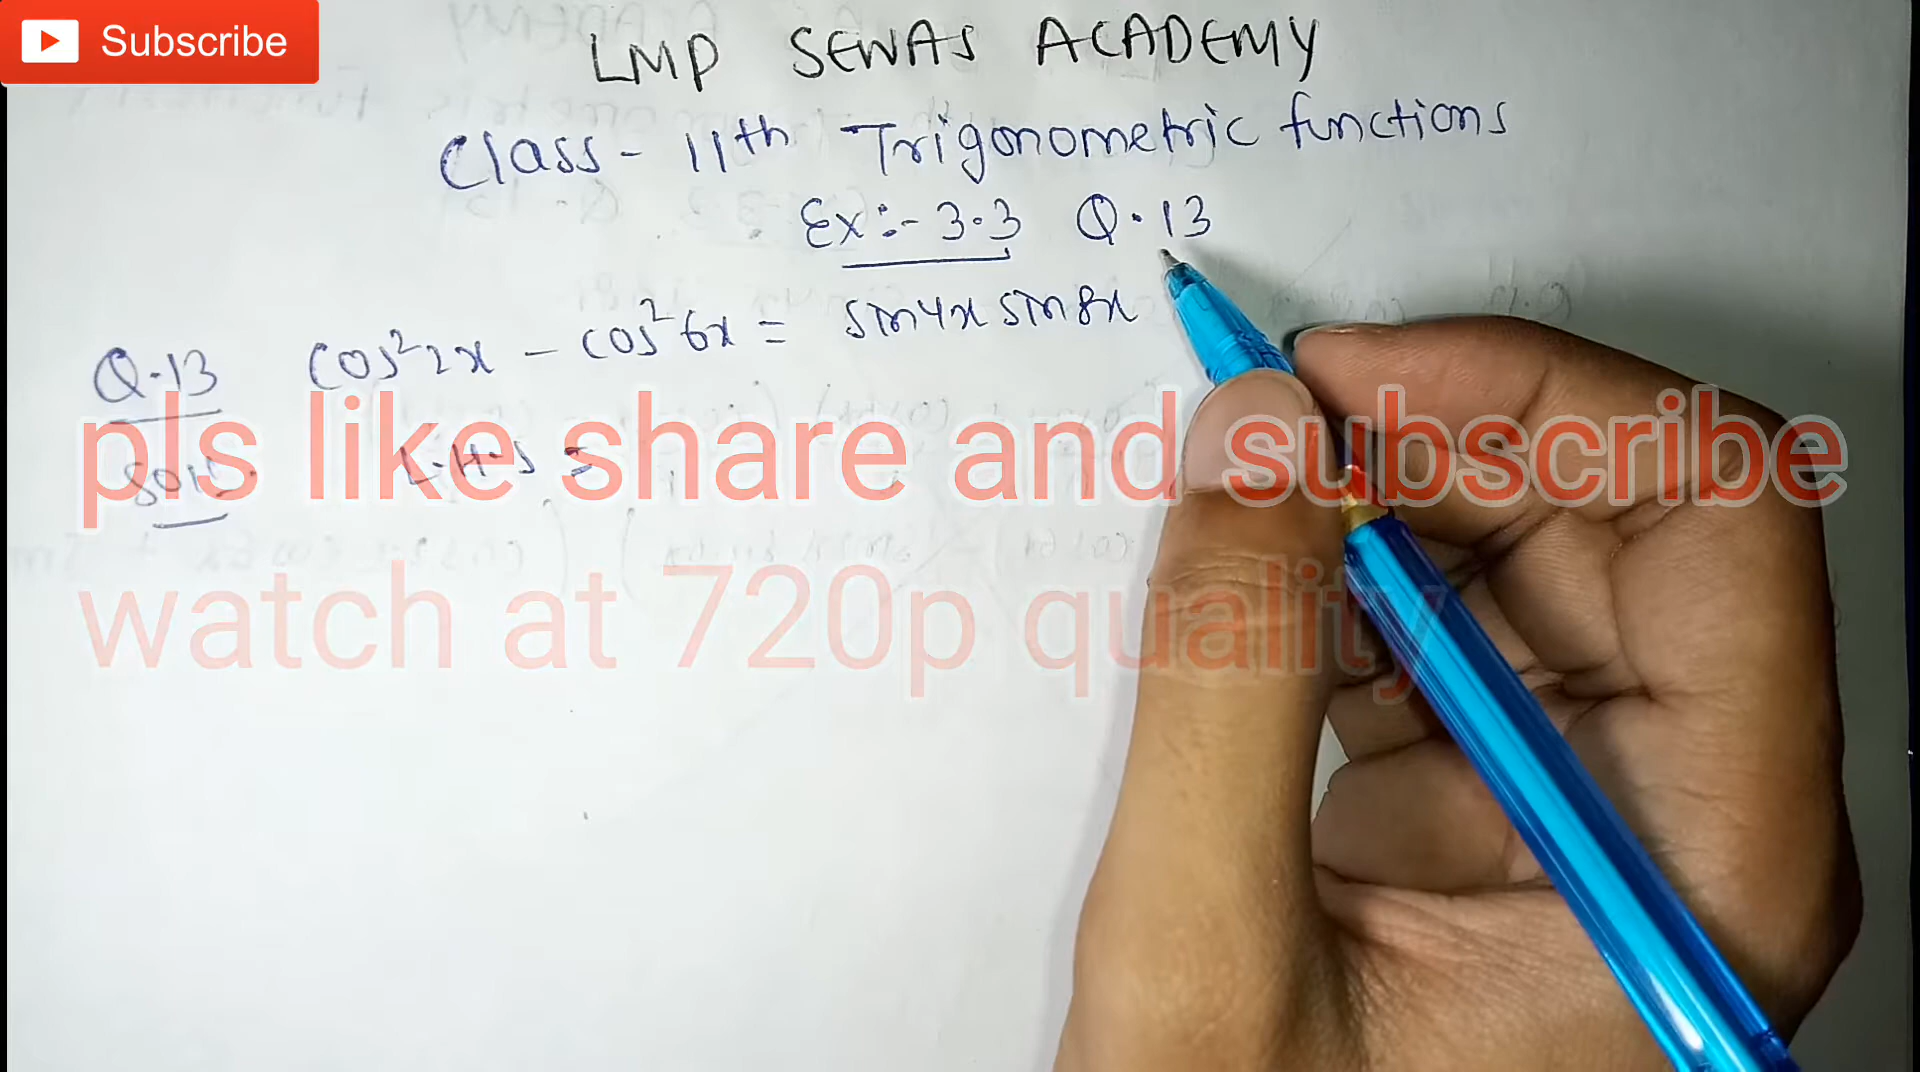 Subscribe
LMP SEWAS ACADEMY
Class - 11th Trigonometric functions
Ex:- 3.3 Q.13
Q.13 Cos²2x - cos²6x = sin4x sin8x
pls like share and subscribe
Soln. L.H.S =
watch at 720p quality